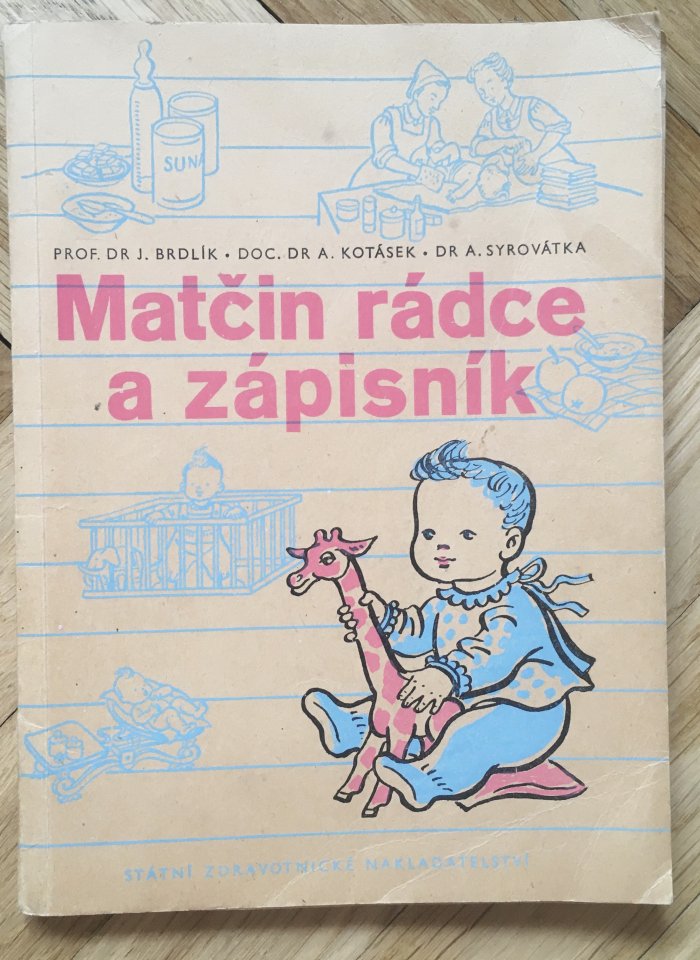 SUNA
PROF. DR J. BRDLÍK • DOC. DR A. KOTÁSEK • DR A. SYROVÁTKA
Matčin rádce
a zápisník
STÁTNÍ ZDRAVOTNICKÉ NAKLADATELSTVÍ